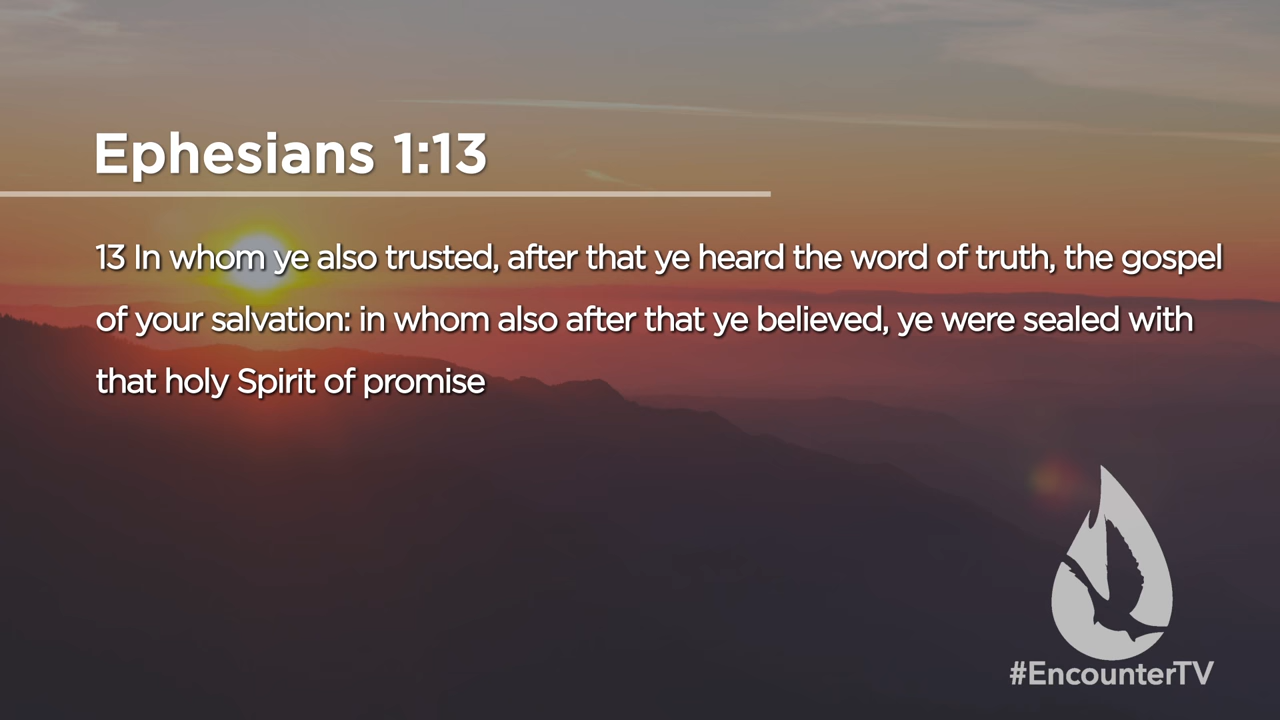 Ephesians 1:13
13 In whom ye also trusted, after that ye heard the word of truth, the gospel
of your salvation: in whom also after that ye believed, ye were sealed with
that holy Spirit of promise
#EncounterTV